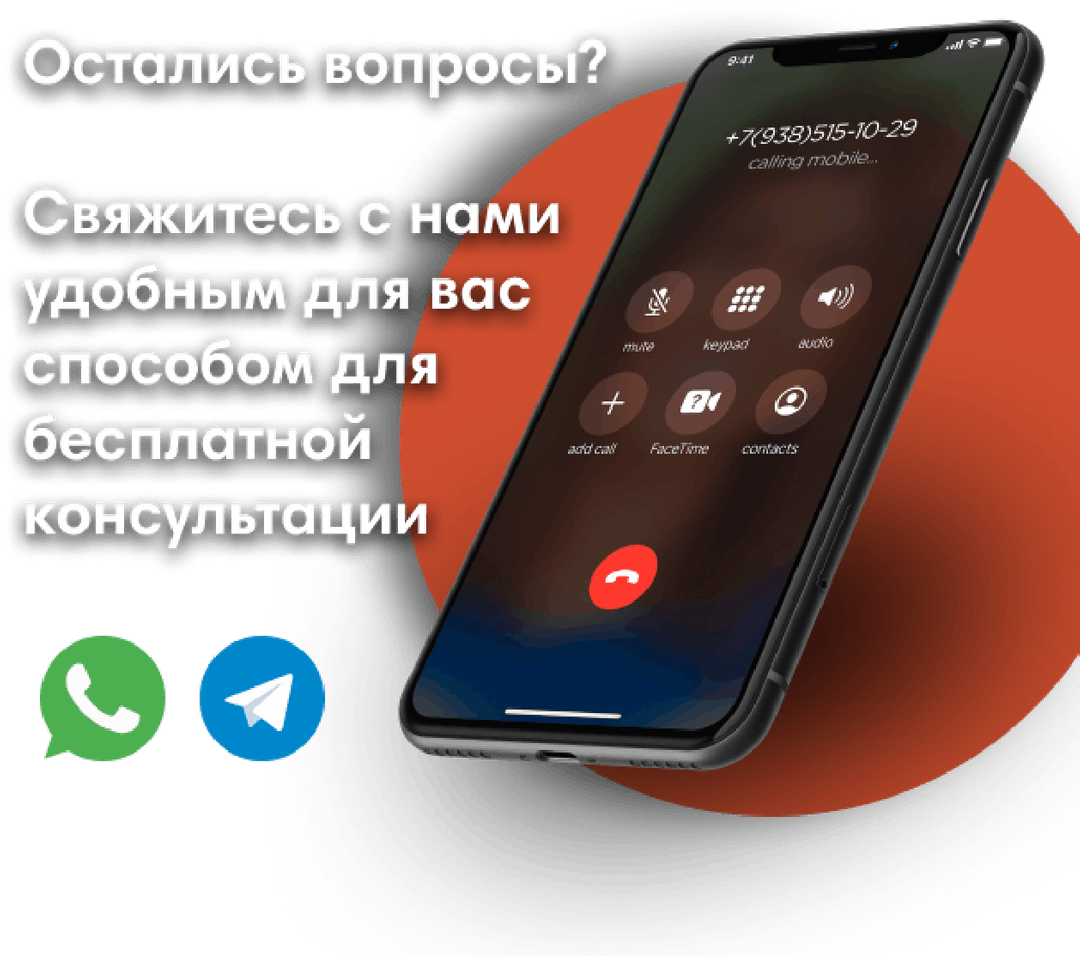 Остались вопросы?
Свяжитесь с нами
удобным для вас
способом для
бесплатной
консультации
9:41
+7(938)515-10-29
calling mobile...
mute keypad audio
add call FaceTime contacts